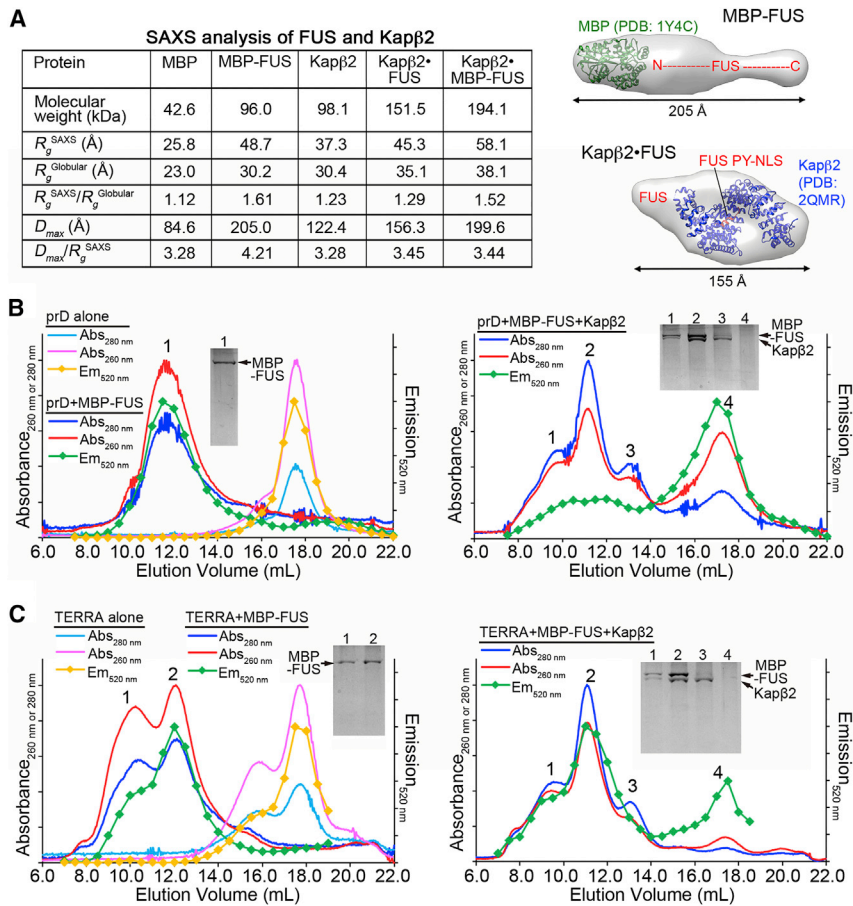 A
SAXS analysis of FUS and Kapβ2
Protein MBP MBP-FUS Kapβ2 Kapβ2• FUS Kapβ2• MBP-FUS
Molecular weight (kDa) 42.6 96.0 98.1 151.5 194.1
Rg SAXS (Å) 25.8 48.7 37.3 45.3 58.1
Rg Globular (Å) 23.0 30.2 30.4 35.1 38.1
Rg SAXS/Rg Globular 1.12 1.61 1.23 1.29 1.52
Dmax (Å) 84.6 205.0 122.4 156.3 199.6
Dmax/Rg SAXS 3.28 4.21 3.28 3.45 3.44
MBP-FUS
MBP (PDB: 1Y4C)
N------------FUS ----------C
205 Å
Kapβ2•FUS
FUS PY-NLS
FUS
Kapβ2
(PDB:
2QMR)
155 Å
B
prD alone
Abs280 nm
Abs260 nm
Em520 nm
prD+MBP-FUS
Abs280 nm
Abs260 nm
Em520 nm
1
1
MBP
-FUS
Absorbance260 nm or 280 nm
Emission520 nm
6.0 8.0 10.0 12.0 14.0 16.0 18.0 20.0 22.0
Elution Volume (mL)
prD+MBP-FUS+Kapβ2
Abs280 nm
Abs260 nm
Em520 nm
1 2 3 4
MBP
-FUS
Kapβ2
1 2 3 4
Absorbance260 nm or 280 nm
Emission520 nm
6.0 8.0 10.0 12.0 14.0 16.0 18.0 20.0 22.0
Elution Volume (mL)
C
TERRA alone
Abs280 nm
Abs260 nm
Em520 nm
TERRA+MBP-FUS
Abs280 nm
Abs260 nm
Em520 nm
1 2
MBP
-FUS
1 2
Absorbance260 nm or 280 nm
Emission520 nm
6.0 8.0 10.0 12.0 14.0 16.0 18.0 20.0 22.0
Elution Volume (mL)
TERRA+MBP-FUS+Kapβ2
Abs280 nm
Abs260 nm
Em520 nm
1 2 3 4
MBP
-FUS
Kapβ2
1 2 3 4
Absorbance260 nm or 280 nm
Emission520 nm
6.0 8.0 10.0 12.0 14.0 16.0 18.0 20.0 22.0
Elution Volume (mL)